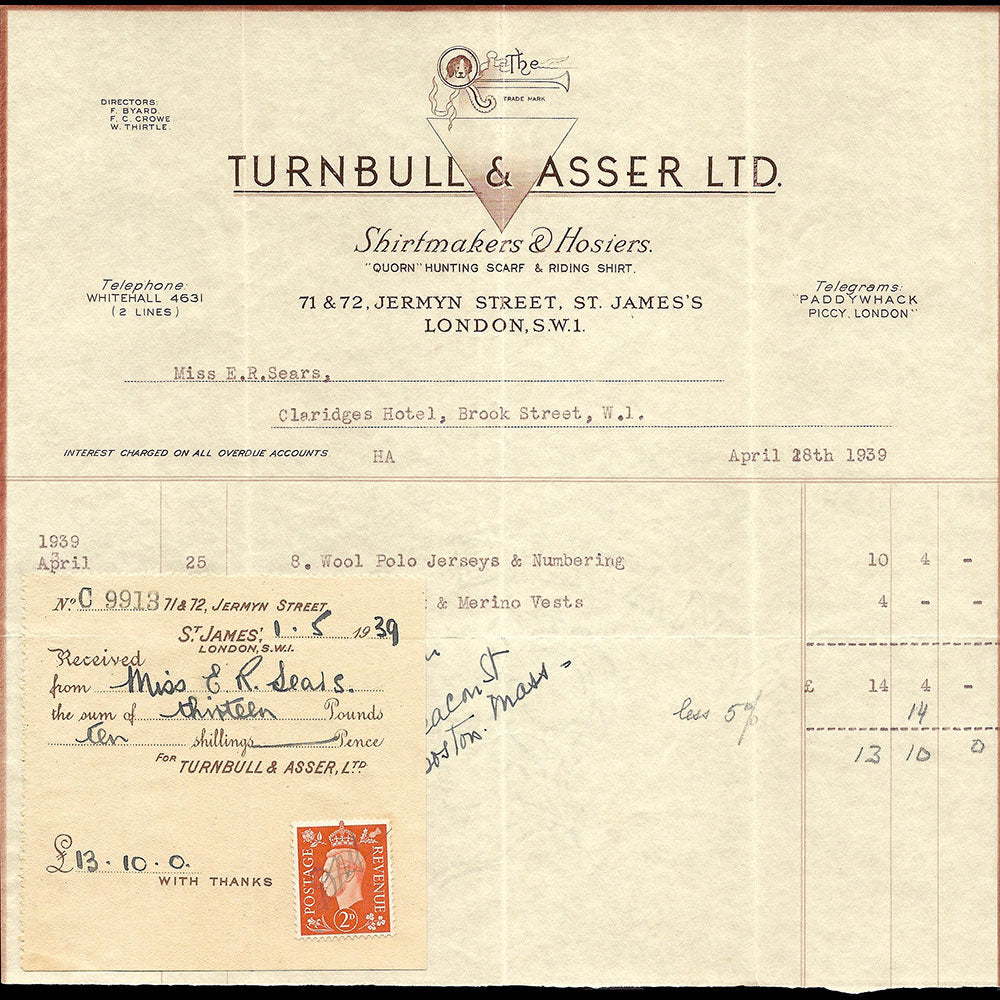 The
TRADE MARK
DIRECTORS:
F. BYARD.
F. C. CROWE
W. THIRTLE.
TURNBULL & ASSER LTD.
Shirtmakers & Hosiers.
"QUORN" HUNTING SCARF & RIDING SHIRT.
Telephone:
WHITEHALL 4631
(2 LINES)
71 & 72, JERMYN STREET, ST. JAMES'S
LONDON, S.W.1.
Telegrams:
"PADDYWHACK
PICCY, LONDON"
Miss E.R.Sears,
Claridges Hotel, Brook Street, W.1.
INTEREST CHARGED ON ALL OVERDUE ACCOUNTS HA April 28th 1939
1939
April 25 8. Wool Polo Jerseys & Numbering 10 4 -
& Merino Vests 4 - -
£ 14 4 -
less 5% 14
13 10 0
eacon St
oston. Mass -
No. C 9913 71 & 72, JERMYN STREET,
ST JAMES', 1 · 5 1939
LONDON, S.W.1.
Received
from Miss E R. Sears.
the sum of thirteen Pounds
ten shillings Pence
FOR TURNBULL & ASSER, LTD
£13 · 10 · 0.
WITH THANKS
POSTAGE REVENUE
2D